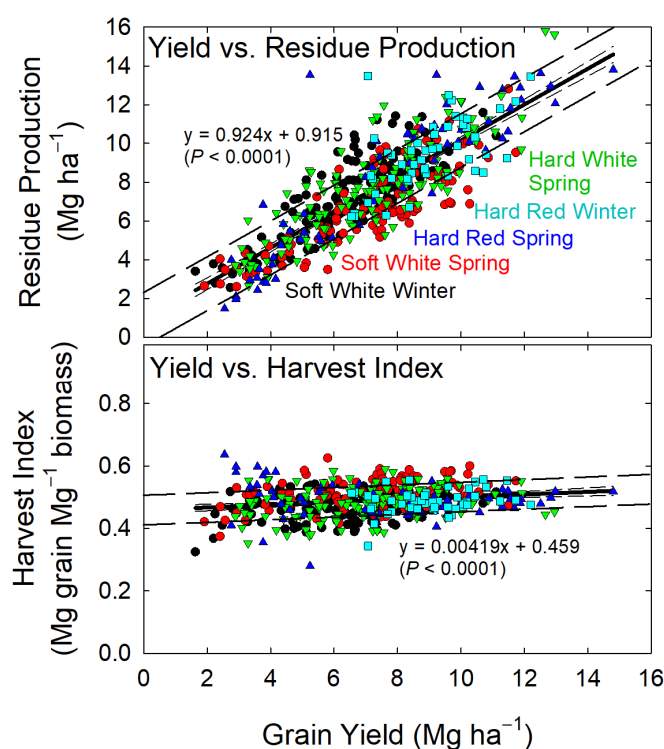 Yield vs. Residue Production
16
14
12
10
8
6
4
2
0
Residue Production
(Mg ha⁻¹)
y = 0.924x + 0.915
(P < 0.0001)
Hard White
Spring
Hard Red Winter
Hard Red Spring
Soft White Spring
Soft White Winter
Yield vs. Harvest Index
0.8
0.6
0.4
0.2
0.0
Harvest Index
(Mg grain Mg⁻¹ biomass)
y = 0.00419x + 0.459
(P < 0.0001)
0 2 4 6 8 10 12 14 16
Grain Yield (Mg ha⁻¹)